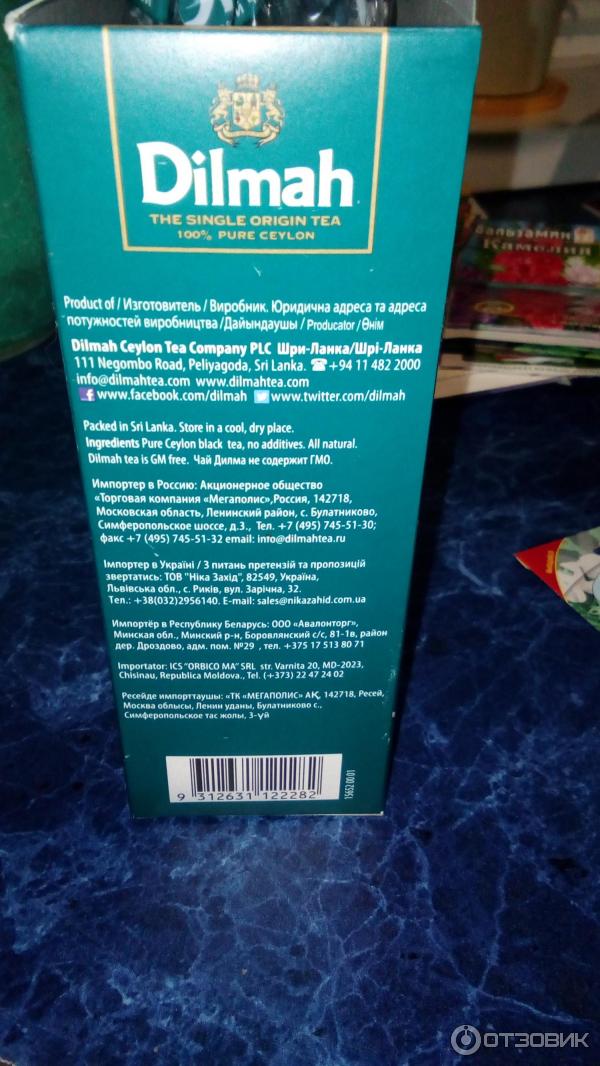 Dilmah
THE SINGLE ORIGIN TEA
100% PURE CEYLON
Product of / Изготовитель / Виробник. Юридична адреса та адреса
потужностей виробництва /Дайындаушы / Producator / Өнім
Dilmah Ceylon Tea Company PLC Шри-Ланка/Шрі-Ланка
111 Negombo Road, Peliyagoda, Sri Lanka. ☎+94 11 482 2000
info@dilmahtea.com www.dilmahtea.com
f www.facebook.com/dilmah www.twitter.com/dilmah
Packed in Sri Lanka. Store in a cool, dry place.
Ingredients Pure Ceylon black tea, no additives. All natural.
Dilmah tea is GM free. Чай Дилма не содержит ГМО.
Импортер в Россию: Акционерное общество
«Торговая компания «Мегаполис»,Россия, 142718,
Московская область, Ленинский район, с. Булатниково,
Симферопольское шоссе, д.3., Тел. +7 (495) 745-51-30;
факс +7 (495) 745-51-32 email: info@dilmahtea.ru
Імпортер в Україні / З питань претензій та пропозицій
звертатись: ТОВ "Ніка Захід", 82549, Україна,
Львівська обл., с. Риків, вул. Зарічна, 32.
Тел.: +38(032)2956140. E-mail: sales@nikazahid.com.ua
Импортёр в Республику Беларусь: ООО «Авалонторг»,
Минская обл., Минский р-н, Боровлянский с/с, 81-1в, район
дер. Дроздово, адм. пом. №29 , тел. +375 17 513 80 71
Importator: ICS "ORBICO MA" SRL str. Varnita 20, MD-2023,
Chisinau, Republica Moldova., Tel. (+373) 22 47 24 02
Ресейде импорттаушы: «ТК «МЕГАПОЛИС» АҚ, 142718, Ресей,
Москва облысы, Ленин уданы, Булатниково с.,
Симферопольское тас жолы, 3-үй
9 312631 122282
15652 00 01
Бальзамин
Камелия
ОТЗОВИК